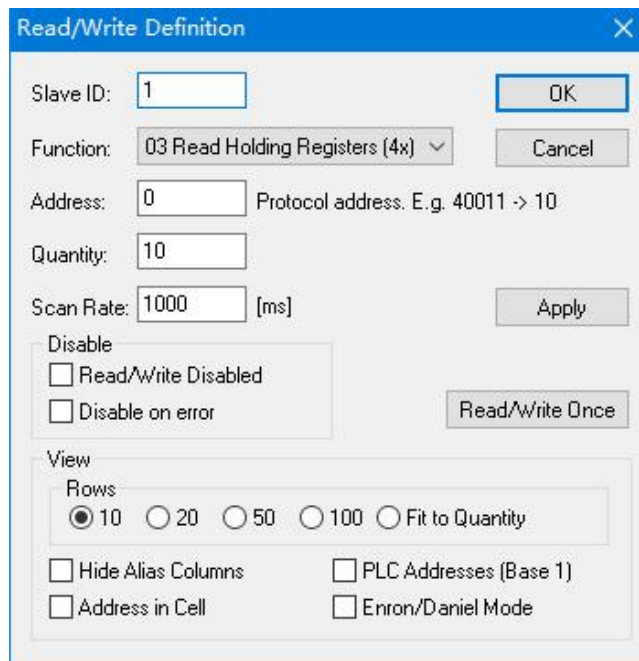 Read/Write Definition
Slave ID: 1 OK
Function: 03 Read Holding Registers (4x) Cancel
Address: 0 Protocol address. E.g. 40011 -> 10
Quantity: 10
Scan Rate: 1000 [ms] Apply
Disable
Read/Write Disabled
Disable on error Read/Write Once
View
Rows
10 20 50 100 Fit to Quantity
Hide Alias Columns PLC Addresses (Base 1)
Address in Cell Enron/Daniel Mode